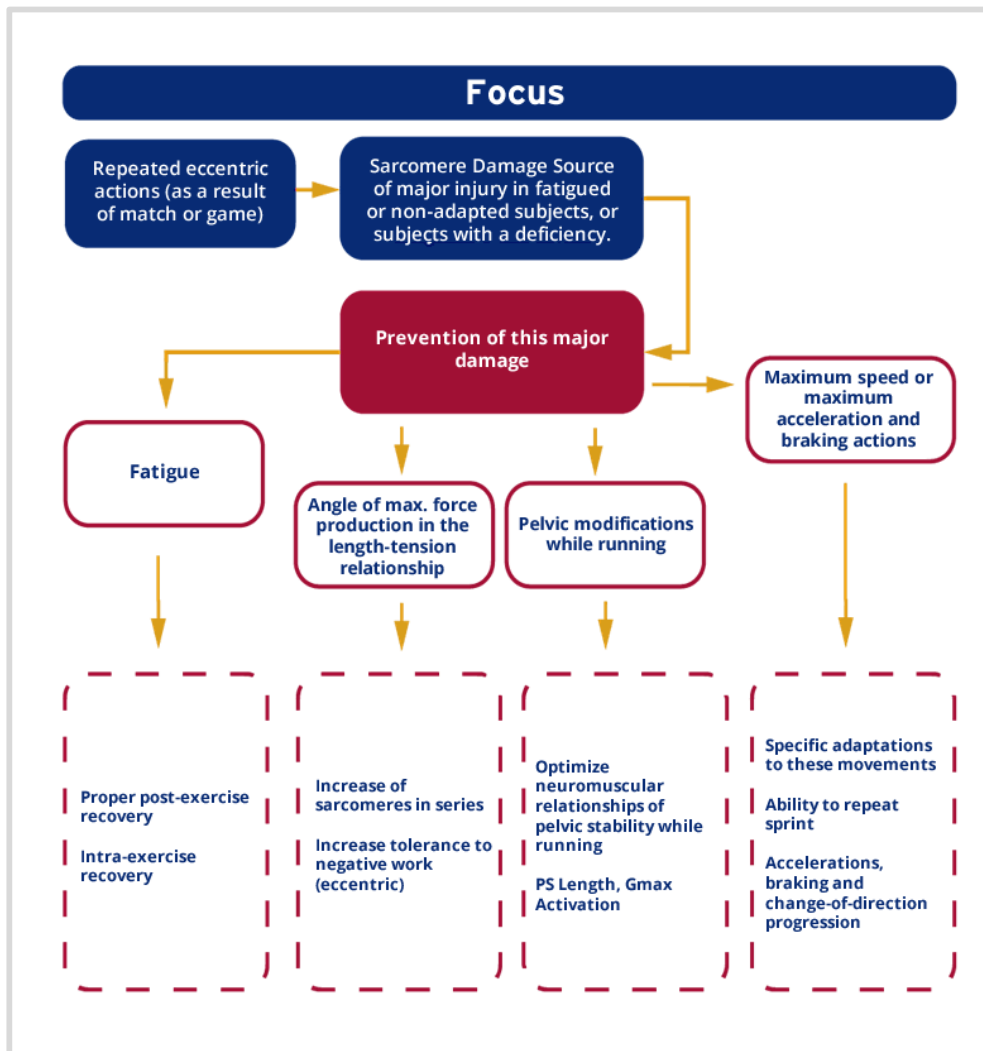 Focus
Repeated eccentric
actions (as a result
of match or game)
Sarcomere Damage Source
of major injury in fatigued
or non-adapted subjects, or
subjects with a deficiency.
Prevention of this major
damage
Maximum speed or
maximum
acceleration and
braking actions
Fatigue
Angle of max. force
production in the
length-tension
relationship
Pelvic modifications
while running
Proper post-exercise
recovery
Intra-exercise
recovery
Increase of
sarcomeres in series
Increase tolerance to
negative work
(eccentric)
Optimize
neuromuscular
relationships of
pelvic stability while
running
PS Length, Gmax
Activation
Specific adaptations
to these movements
Ability to repeat
sprint
Accelerations,
braking and
change-of-direction
progression